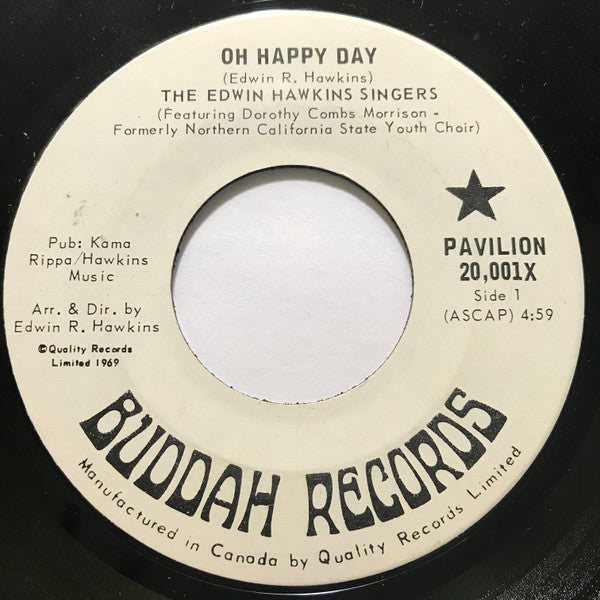 OH HAPPY DAY
(Edwin R. Hawkins)
THE EDWIN HAWKINS SINGERS
(Featuring Dorothy Combs Morrison -
Formerly Northern California State Youth Choir)
Pub: Kama
Rippa/Hawkins
Music
Arr. & Dir. by
Edwin R. Hawkins
©Quality Records
Limited 1969
PAVILION
20,001X
Side 1
(ASCAP) 4:59
BUDDAH RECORDS
Manufactured in Canada by Quality Records Limited